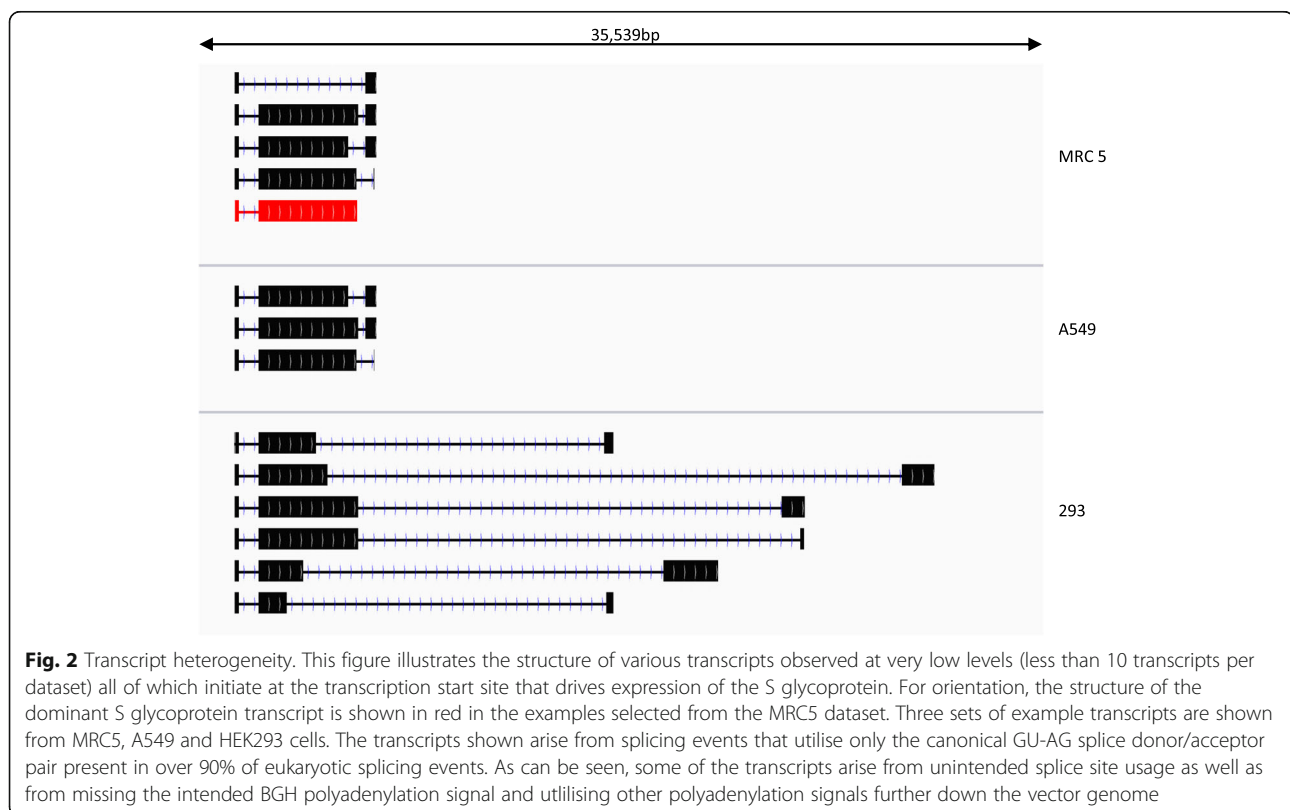 35,539bp
MRC 5
A549
293
Fig. 2 Transcript heterogeneity. This figure illustrates the structure of various transcripts observed at very low levels (less than 10 transcripts per
dataset) all of which initiate at the transcription start site that drives expression of the S glycoprotein. For orientation, the structure of the
dominant S glycoprotein transcript is shown in red in the examples selected from the MRC5 dataset. Three sets of example transcripts are shown
from MRC5, A549 and HEK293 cells. The transcripts shown arise from splicing events that utilise only the canonical GU-AG splice donor/acceptor
pair present in over 90% of eukaryotic splicing events. As can be seen, some of the transcripts arise from unintended splice site usage as well as
from missing the intended BGH polyadenylation signal and utlilising other polyadenylation signals further down the vector genome